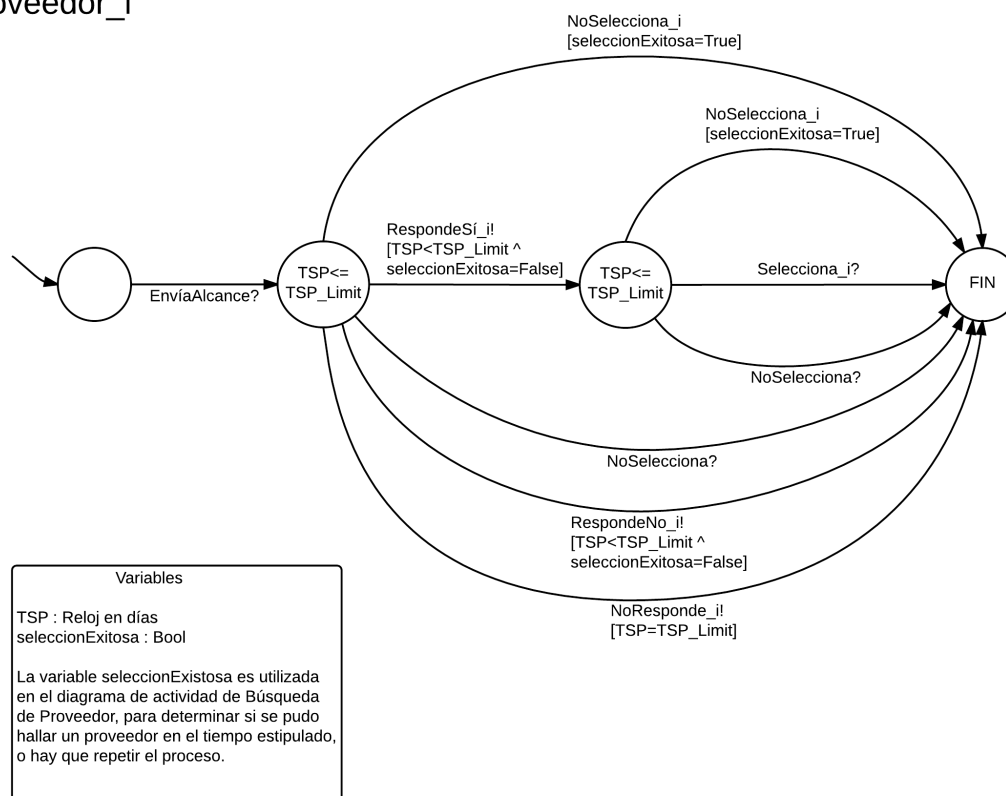 oveedor_i
NoSelecciona_i
[seleccionExitosa=True]
NoSelecciona_i
[seleccionExitosa=True]
RespondeSí_i!
[TSP<TSP_Limit ^
seleccionExitosa=False]
EnvíaAlcance?
TSP<=
TSP_Limit
TSP<=
TSP_Limit
Selecciona_i?
FIN
NoSelecciona?
NoSelecciona?
RespondeNo_i!
[TSP<TSP_Limit ^
seleccionExitosa=False]
NoResponde_i!
[TSP=TSP_Limit]
Variables
TSP : Reloj en días
seleccionExitosa : Bool
La variable seleccionExistosa es utilizada
en el diagrama de actividad de Búsqueda
de Proveedor, para determinar si se pudo
hallar un proveedor en el tiempo estipulado,
o hay que repetir el proceso.